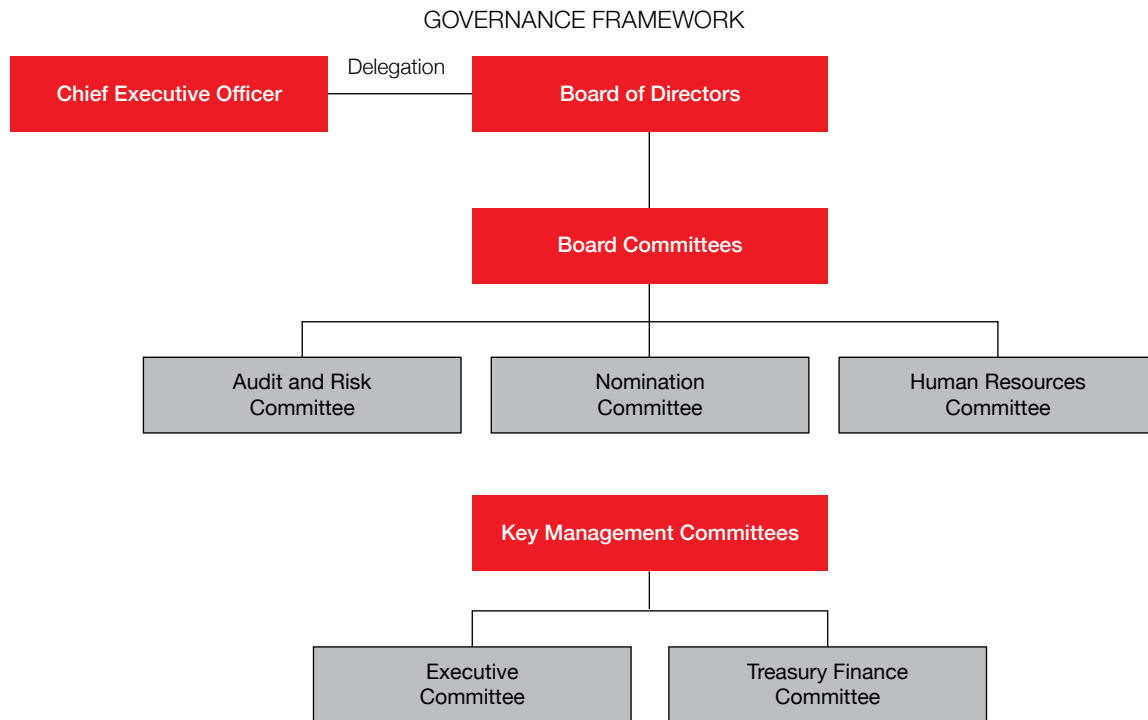 GOVERNANCE FRAMEWORK
Chief Executive Officer
Delegation
Board of Directors
Board Committees
Audit and Risk
Committee
Nomination
Committee
Human Resources
Committee
Key Management Committees
Executive
Committee
Treasury Finance
Committee